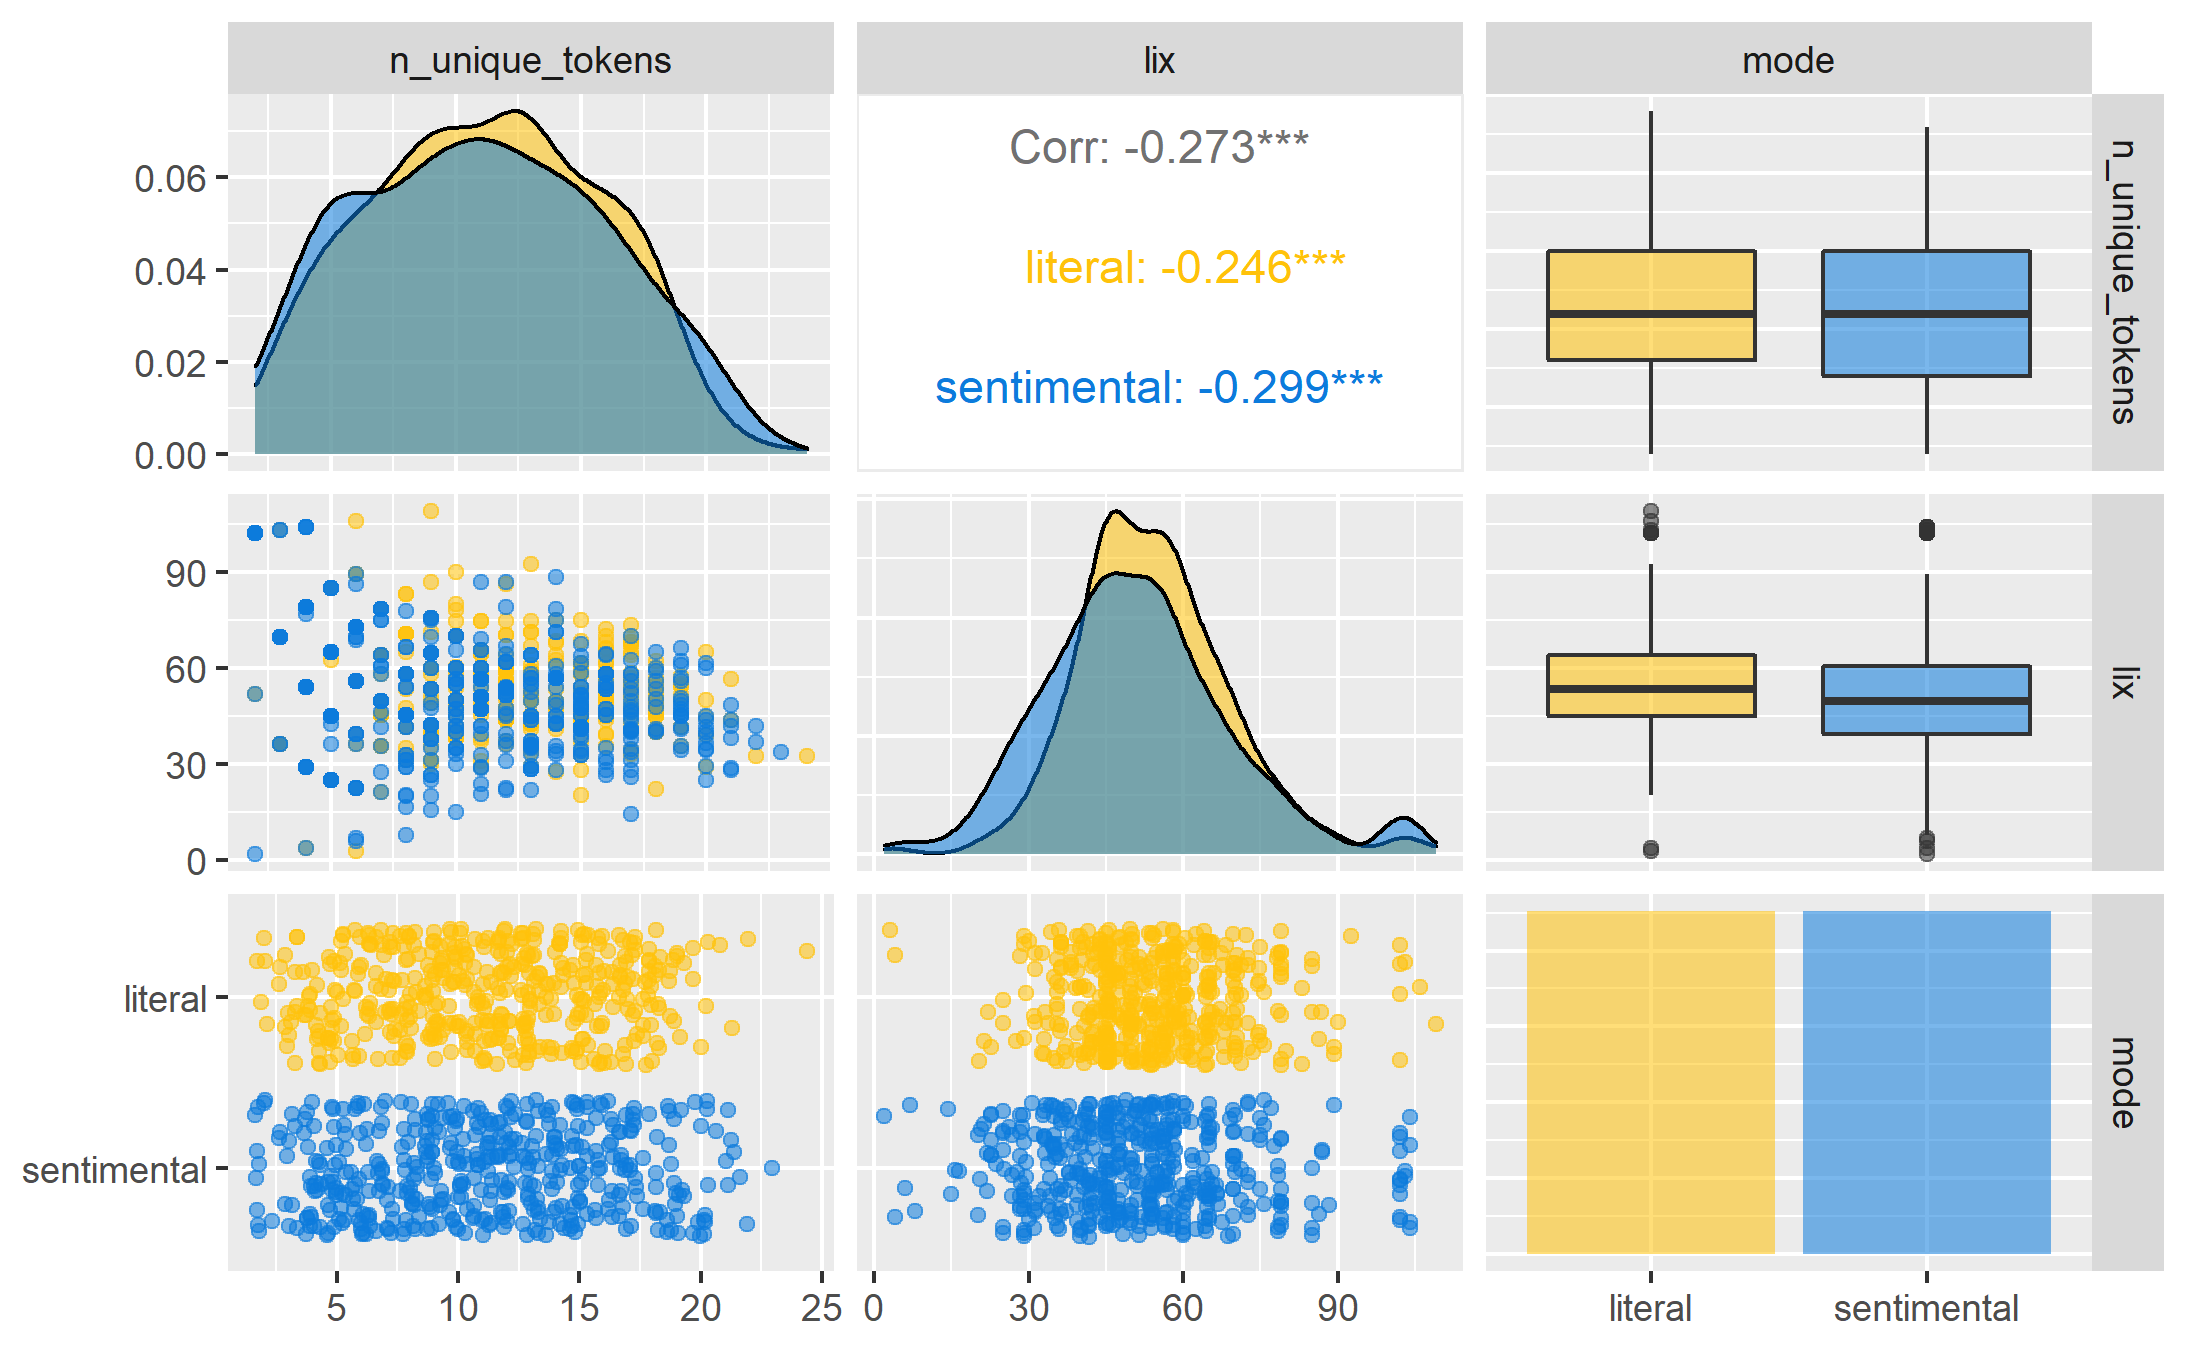 n_unique_tokens lix mode
0.06
0.04
0.02
0.00
Corr: -0.273***
literal: -0.246***
sentimental: -0.299***
n_unique_tokens
90
60
30
0
lix
literal
sentimental
mode
5 10 15 20 25 0 30 60 90 literal sentimental